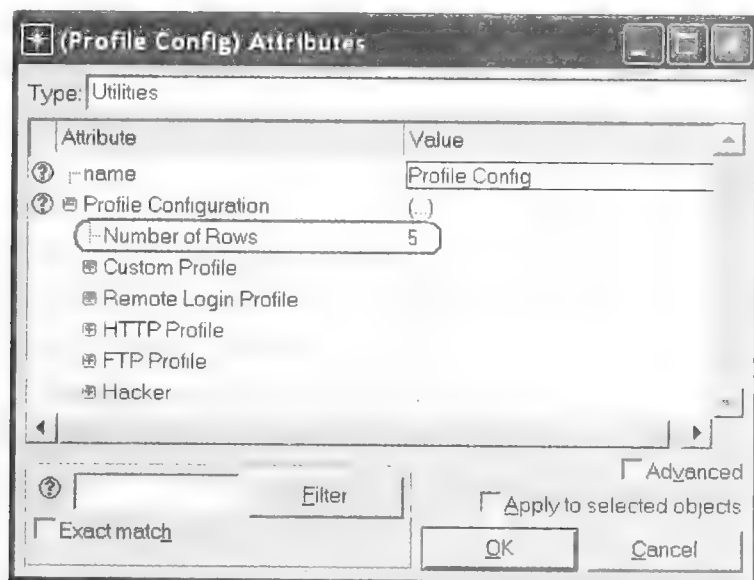 (Profile Config) Attributes
Type: Utilities
Attribute Value
name Profile Config
Profile Configuration (...)
Number of Rows 5
Custom Profile
Remote Login Profile
HTTP Profile
FTP Profile
Hacker
Advanced
Filter
Apply to selected objects
Exact match
OK Cancel